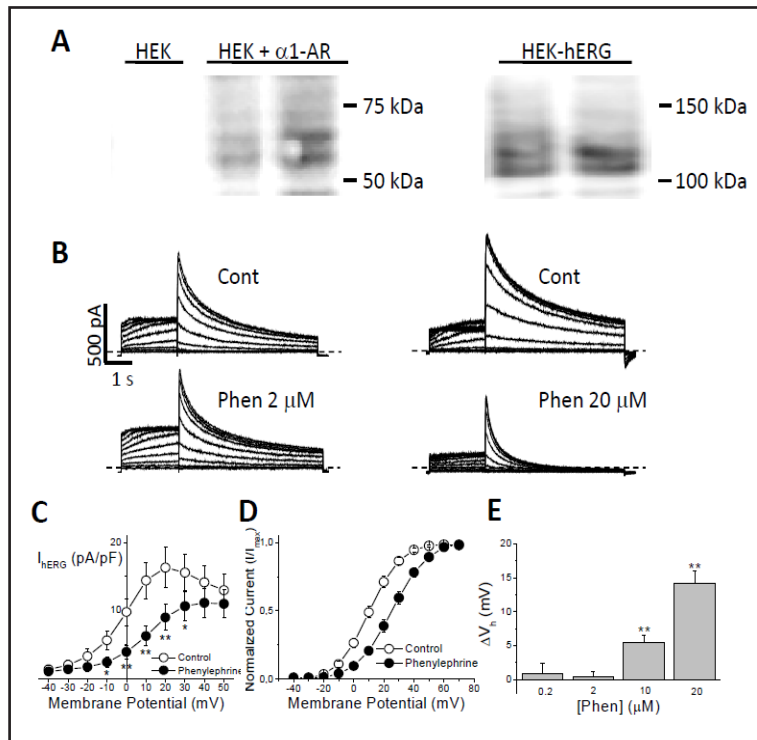 A
HEK HEK + α1-AR HEK-hERG
75 kDa 150 kDa
50 kDa 100 kDa
B
Cont Cont
500 pA
1 s
Phen 2 μM Phen 20 μM
C D E
I_hERG (pA/pF)
20
10
* ** ** ** *
Control
Phenylephrine
-40 -30 -20 -10 0 10 20 30 40 50
Membrane Potential (mV)
Normalized Current (I/I_max)
1,0
0,5
0,0
Control
Phenylephrine
-40 -20 0 20 40 60 80
Membrane Potential (mV)
ΔV_h (mV)
20
15
10
5
0
** **
0.2 2 10 20
[Phen] (μM)